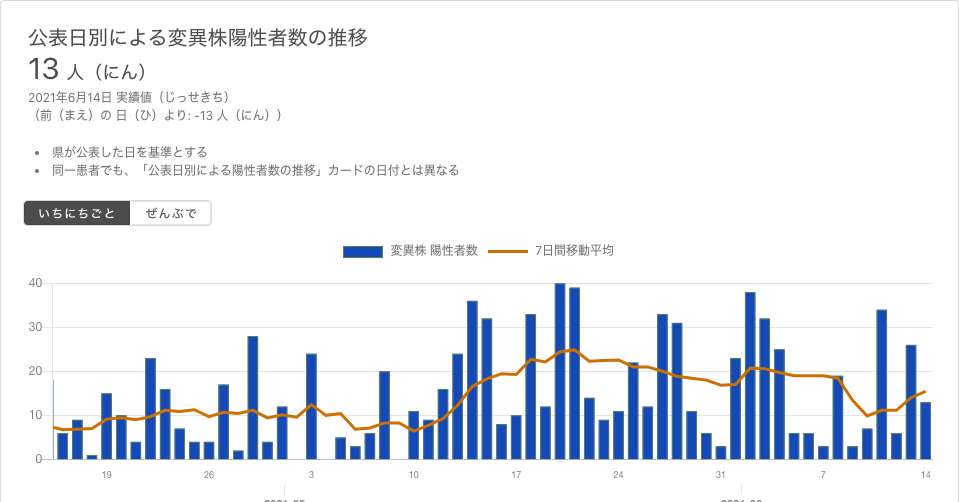 公表日別による変異株陽性者数の推移
13 人（にん）
2021年6月14日 実績値（じっせきち）
（前（まえ）の 日（ひ）より: -13 人（にん））
• 県が公表した日を基準とする
• 同一患者でも、「公表日別による陽性者数の推移」カードの日付とは異なる
いちにちごと ぜんぶで
変異株 陽性者数 7日間移動平均
40
30
20
10
0
19 26 3 10 17 24 31 7 14